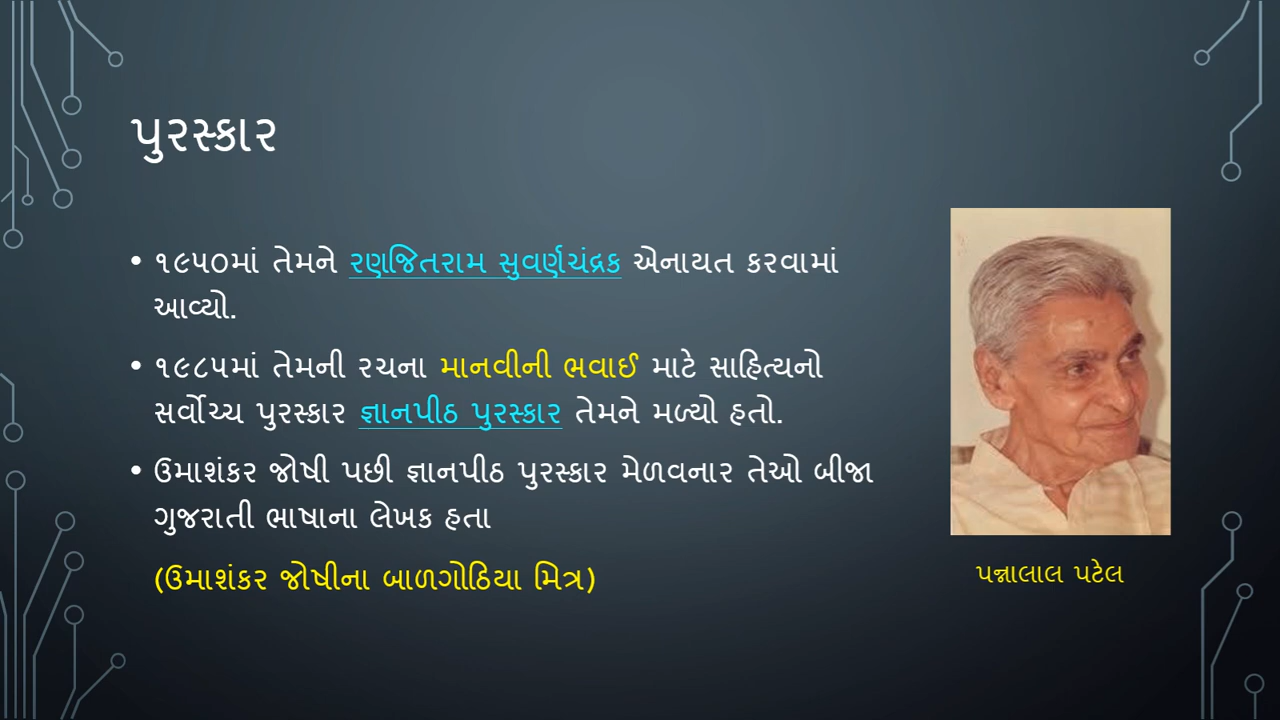 પુરસ્કાર
• ૧૯૫૦માં તેમને રણજિતરામ સુવર્ણચંદ્રક એનાયત કરવામાં
આવ્યો.
• ૧૯૮૫માં તેમની રચના માનવીની ભવાઈ માટે સાહિત્યનો
સર્વોચ્ચ પુરસ્કાર જ્ઞાનપીઠ પુરસ્કાર તેમને મળ્યો હતો.
• ઉમાશંકર જોષી પછી જ્ઞાનપીઠ પુરસ્કાર મેળવનાર તેઓ બીજા
ગુજરાતી ભાષાના લેખક હતા
(ઉમાશંકર જોષીના બાળગોઠિયા મિત્ર)
પન્નાલાલ પટેલ